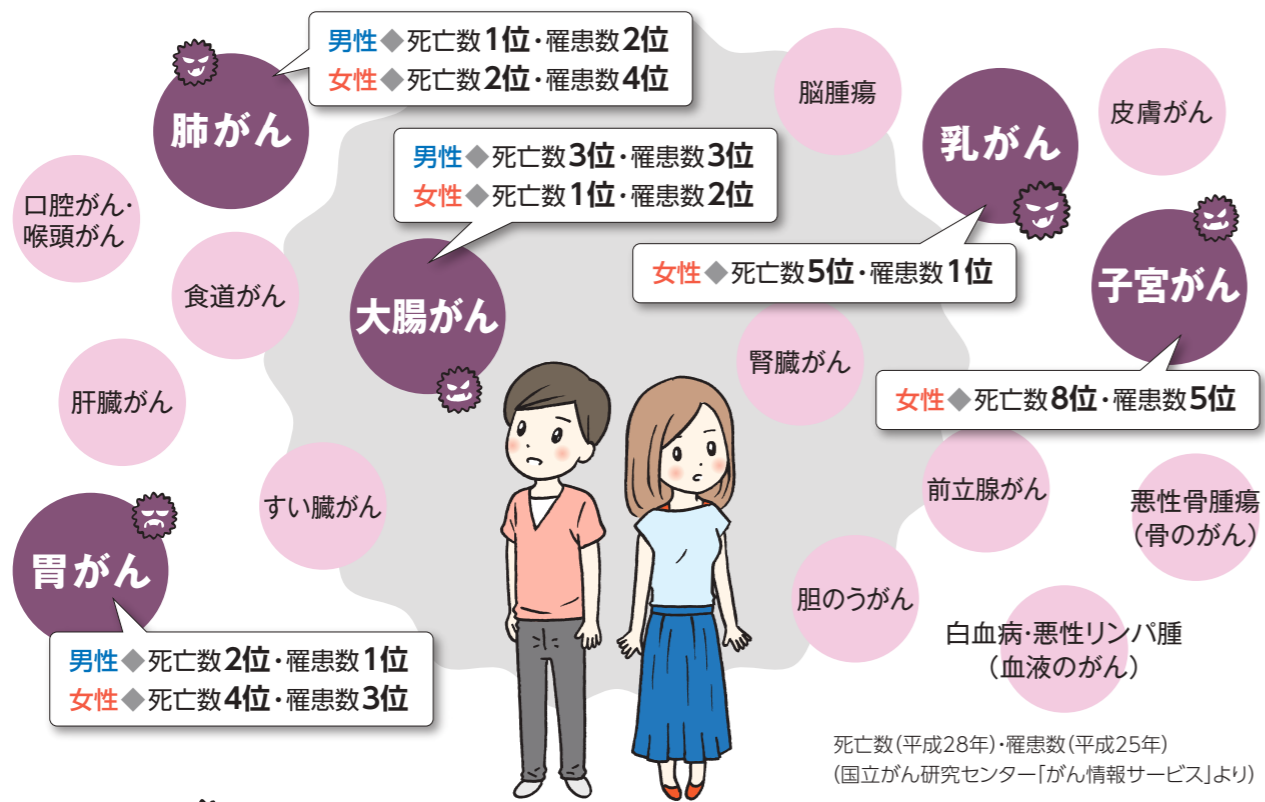 男性◆死亡数1位・罹患数2位
女性◆死亡数2位・罹患数4位
肺がん
脳腫瘍
乳がん
皮膚がん
男性◆死亡数3位・罹患数3位
女性◆死亡数1位・罹患数2位
口腔がん・
喉頭がん
食道がん
大腸がん
女性◆死亡数5位・罹患数1位
子宮がん
肝臓がん
腎臓がん
女性◆死亡数8位・罹患数5位
すい臓がん
前立腺がん
悪性骨腫瘍
(骨のがん)
胃がん
胆のうがん
白血病・悪性リンパ腫
(血液のがん)
男性◆死亡数2位・罹患数1位
女性◆死亡数4位・罹患数3位
死亡数(平成28年)・罹患数(平成25年)
(国立がん研究センター「がん情報サービス」より)